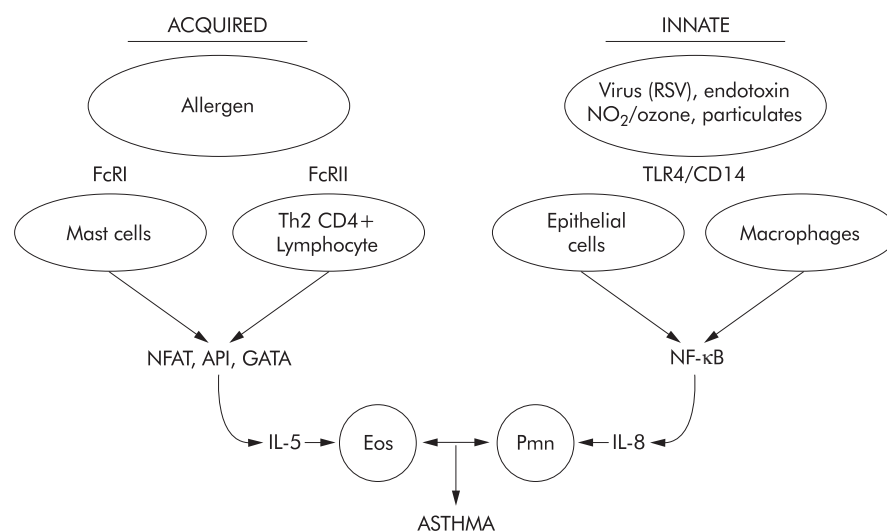 ACQUIRED
INNATE
Allergen
Virus (RSV), endotoxin
NO₂/ozone, particulates
FcRI
FcRII
TLR4/CD14
Mast cells
Th2 CD4+
Lymphocyte
Epithelial
cells
Macrophages
NFAT, API, GATA
NF-κB
IL-5
Eos
Pmn
IL-8
ASTHMA